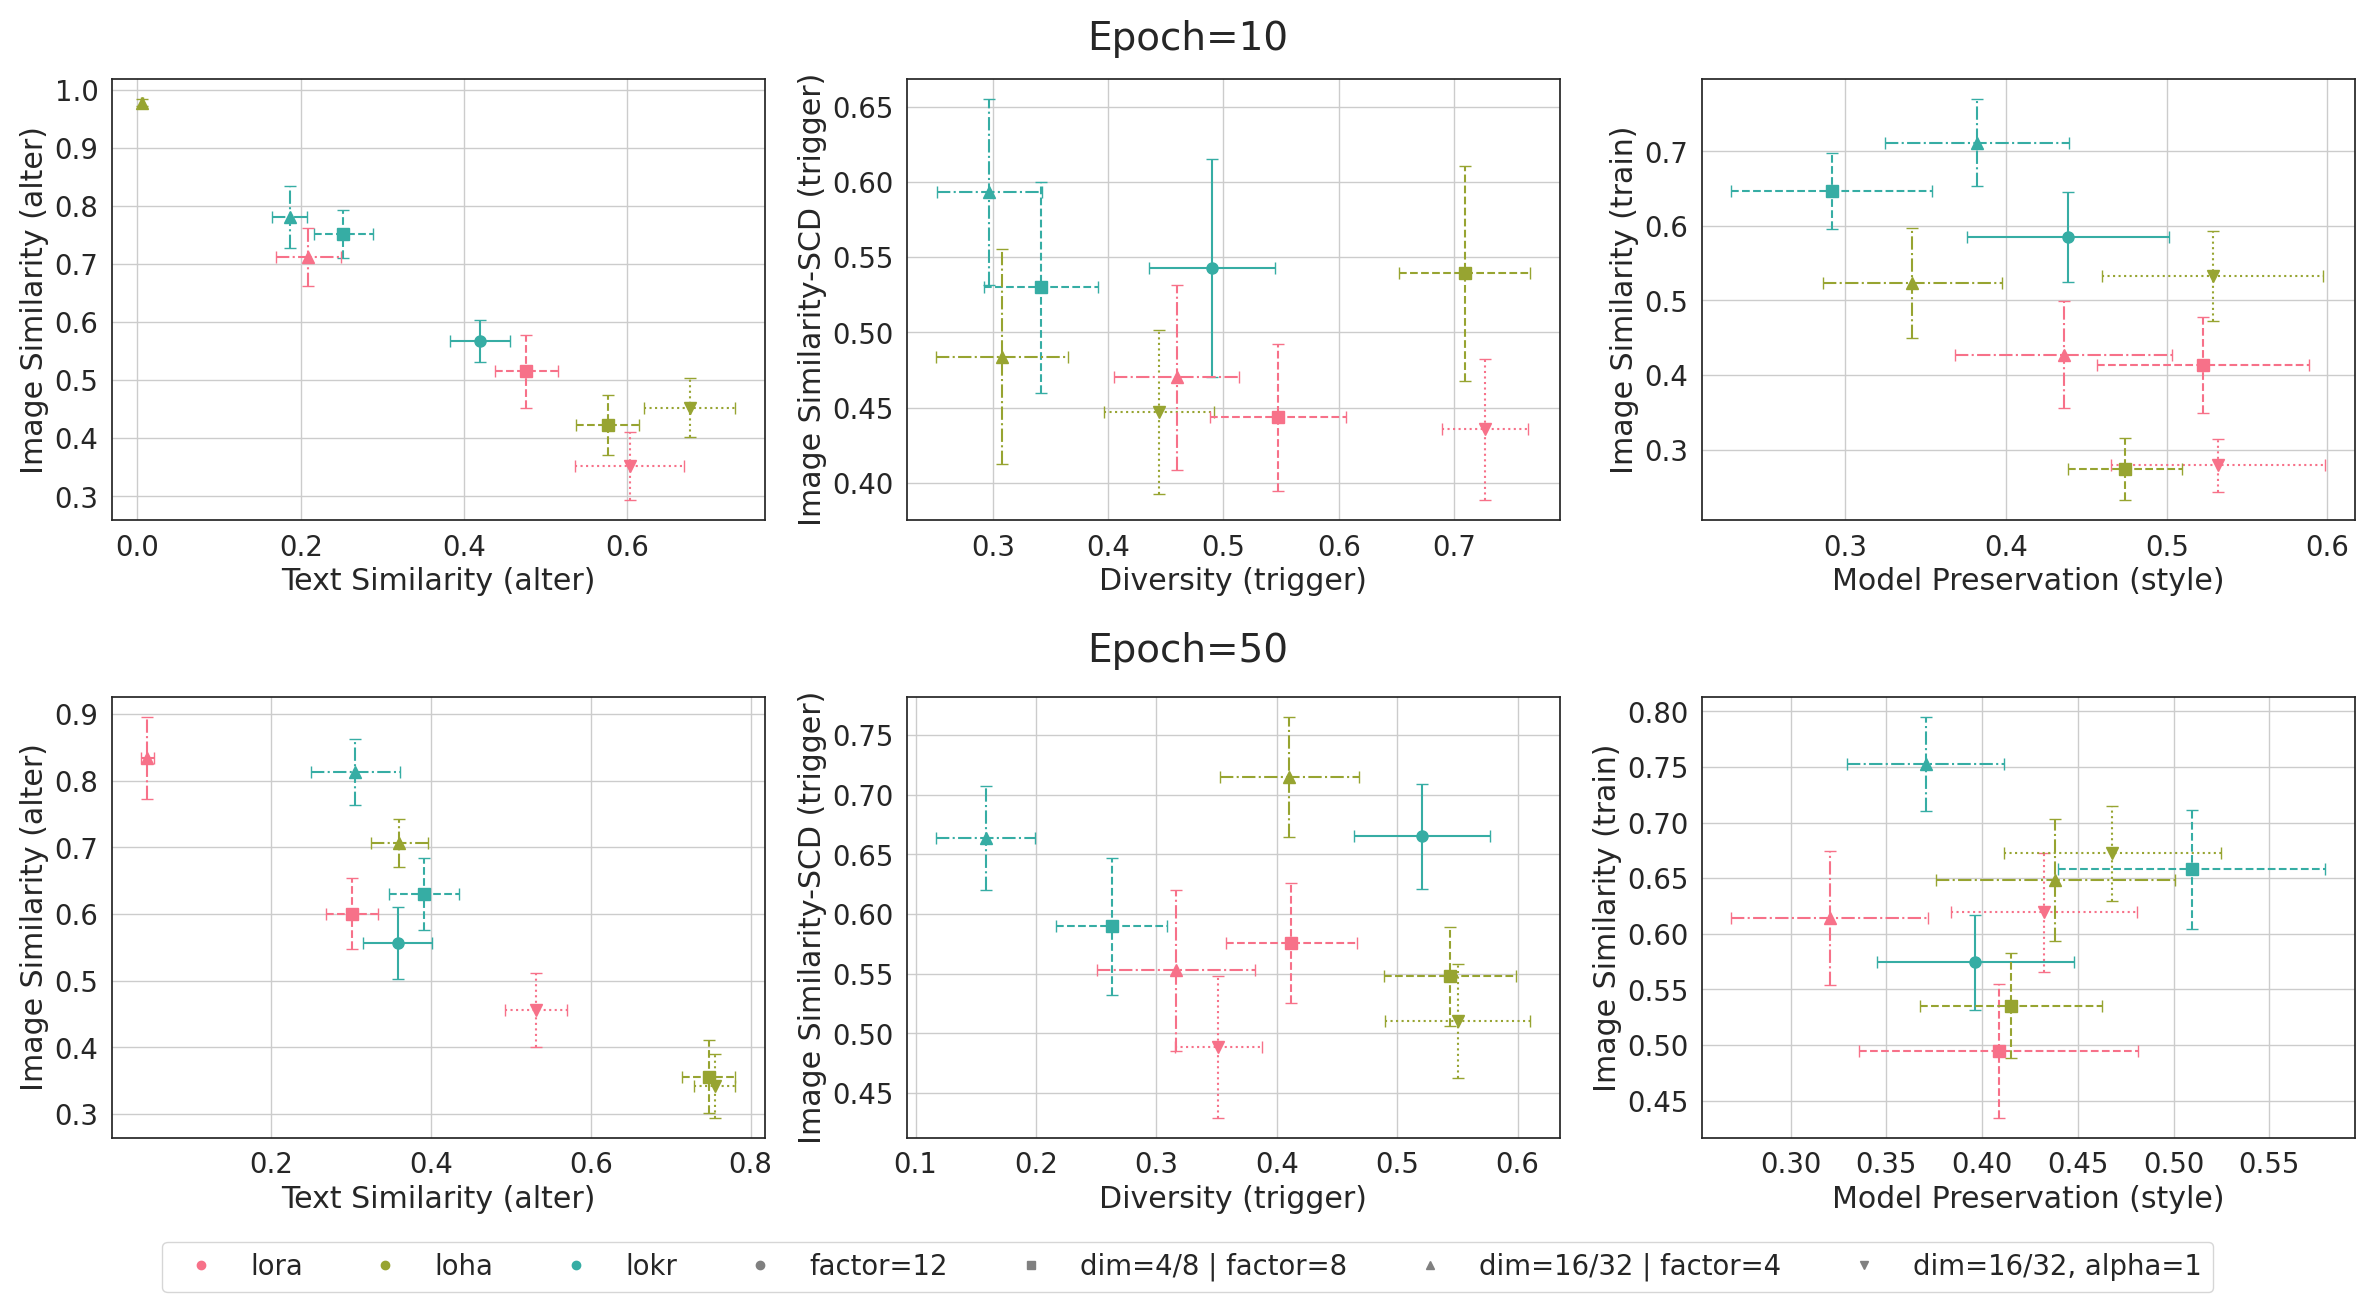 Epoch=10
Image Similarity (alter)
1.0
0.9
0.8
0.7
0.6
0.5
0.4
0.3
0.0 0.2 0.4 0.6
Text Similarity (alter)
Image Similarity-SCD (trigger)
0.65
0.60
0.55
0.50
0.45
0.40
0.3 0.4 0.5 0.6 0.7
Diversity (trigger)
Image Similarity (train)
0.7
0.6
0.5
0.4
0.3
0.3 0.4 0.5 0.6
Model Preservation (style)
Epoch=50
Image Similarity (alter)
0.9
0.8
0.7
0.6
0.5
0.4
0.3
0.2 0.4 0.6 0.8
Text Similarity (alter)
Image Similarity-SCD (trigger)
0.75
0.70
0.65
0.60
0.55
0.50
0.45
0.1 0.2 0.3 0.4 0.5 0.6
Diversity (trigger)
Image Similarity (train)
0.80
0.75
0.70
0.65
0.60
0.55
0.50
0.45
0.30 0.35 0.40 0.45 0.50 0.55
Model Preservation (style)
lora loha lokr factor=12 dim=4/8 | factor=8 dim=16/32 | factor=4 dim=16/32, alpha=1